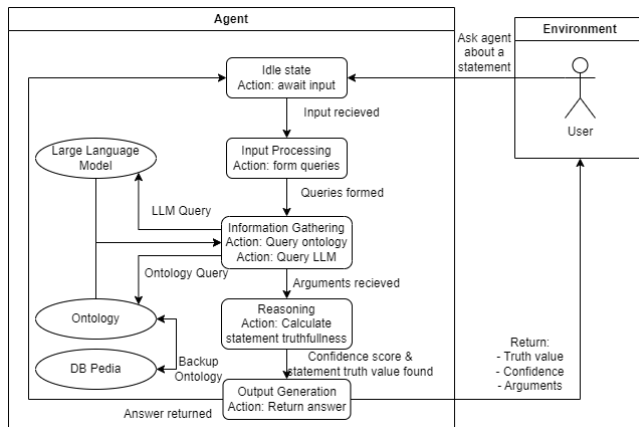 Agent
Environment
Ask agent
about a
statement
Idle state
Action: await input
User
Input recieved
Large Language
Model
Input Processing
Action: form queries
Queries formed
LLM Query
Information Gathering
Action: Query ontology
Action: Query LLM
Ontology Query
Arguments recieved
Ontology
Reasoning
Action: Calculate
statement truthfullness
Return:
- Truth value
- Confidence
- Arguments
DB Pedia
Backup
Ontology
Confidence score &
statement truth value found
Output Generation
Action: Return answer
Answer returned